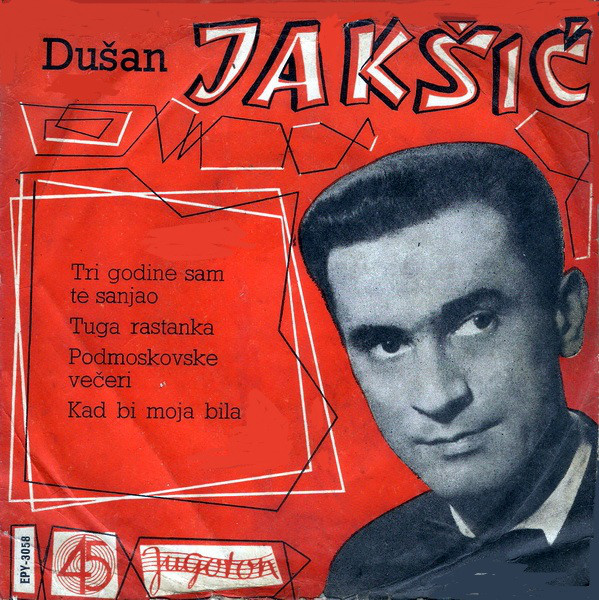 Dušan JAKŠIĆ
Tri godine sam
te sanjao
Tuga rastanka
Podmoskovske
večeri
Kad bi moja bila
EPY-3058
45
Jugoton